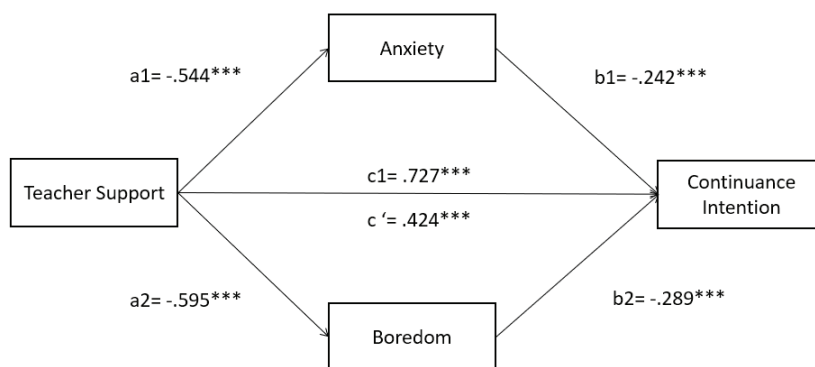 Anxiety
a1= -.544***
b1= -.242***
Teacher Support
c1= .727***
c ‘= .424***
Continuance
Intention
a2= -.595***
b2= -.289***
Boredom